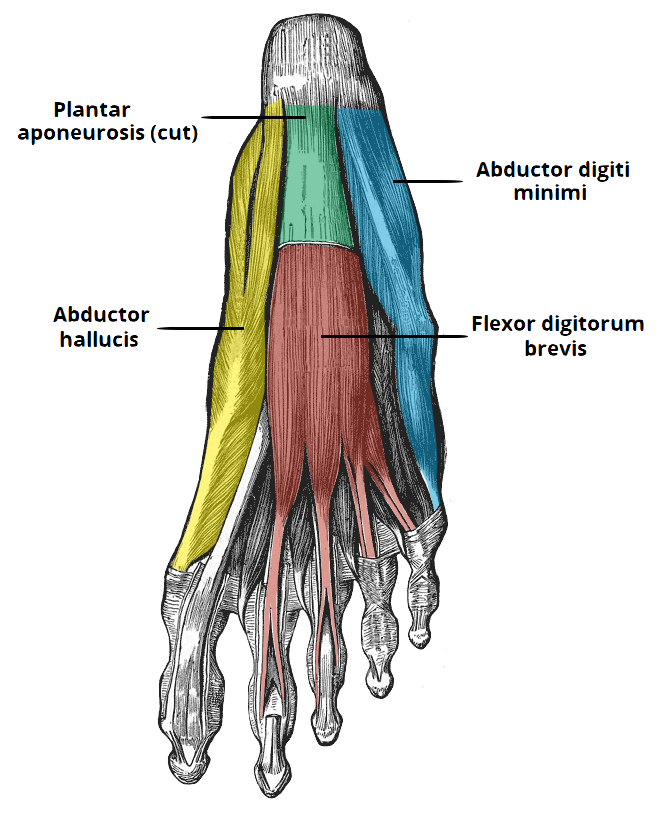 Plantar
aponeurosis (cut)
Abductor digiti
minimi
Abductor
hallucis
Flexor digitorum
brevis